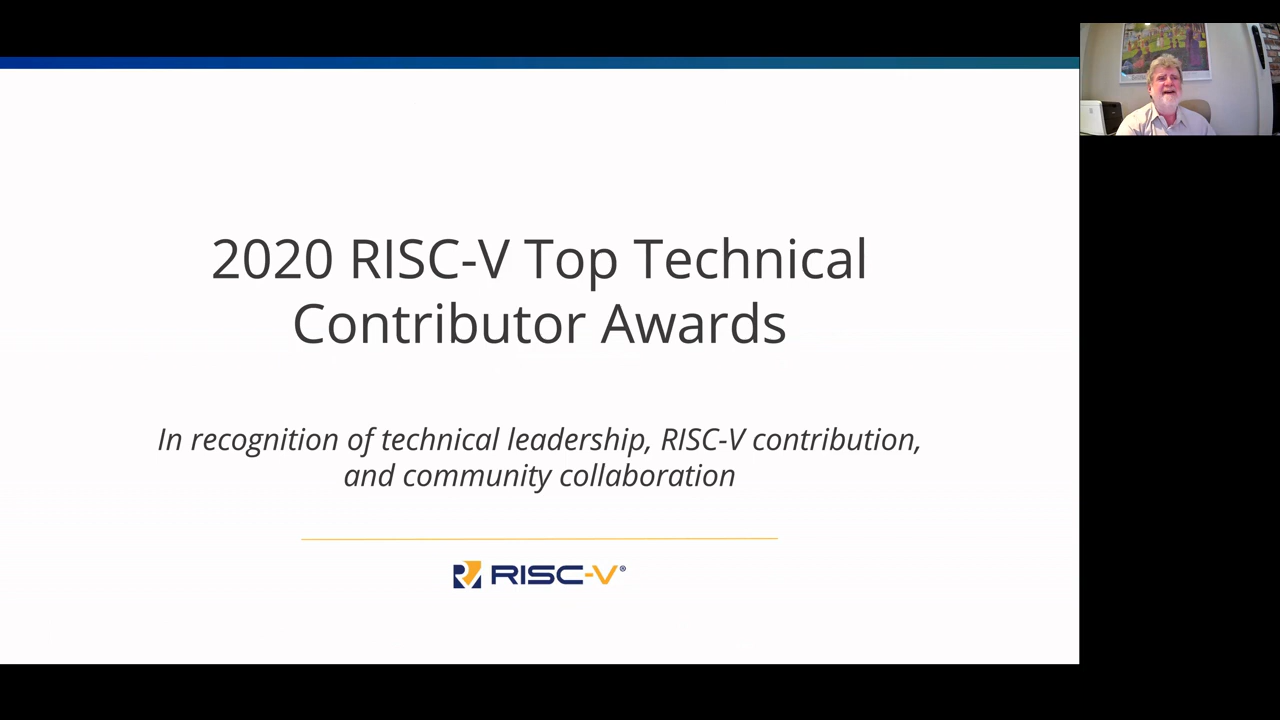 2020 RISC-V Top Technical
Contributor Awards
In recognition of technical leadership, RISC-V contribution,
and community collaboration
RISC-V®